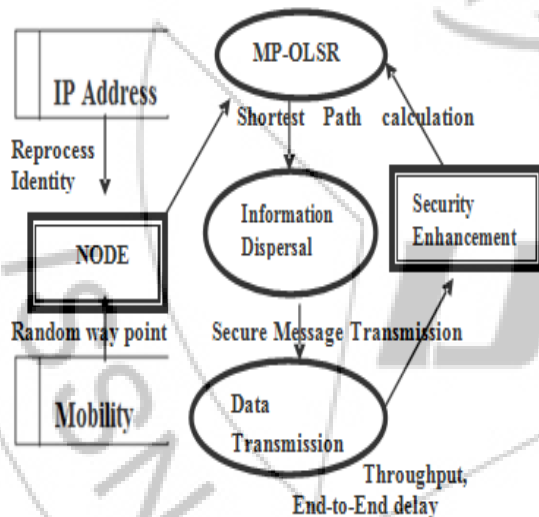 MP-OLSR
IP Address
Shortest Path calculation
Reprocess
Identity
Information
Dispersal
Security
Enhancement
NODE
Random way point
Secure Message Transmission
Mobility
Data
Transmission
Throughput,
End-to-End delay